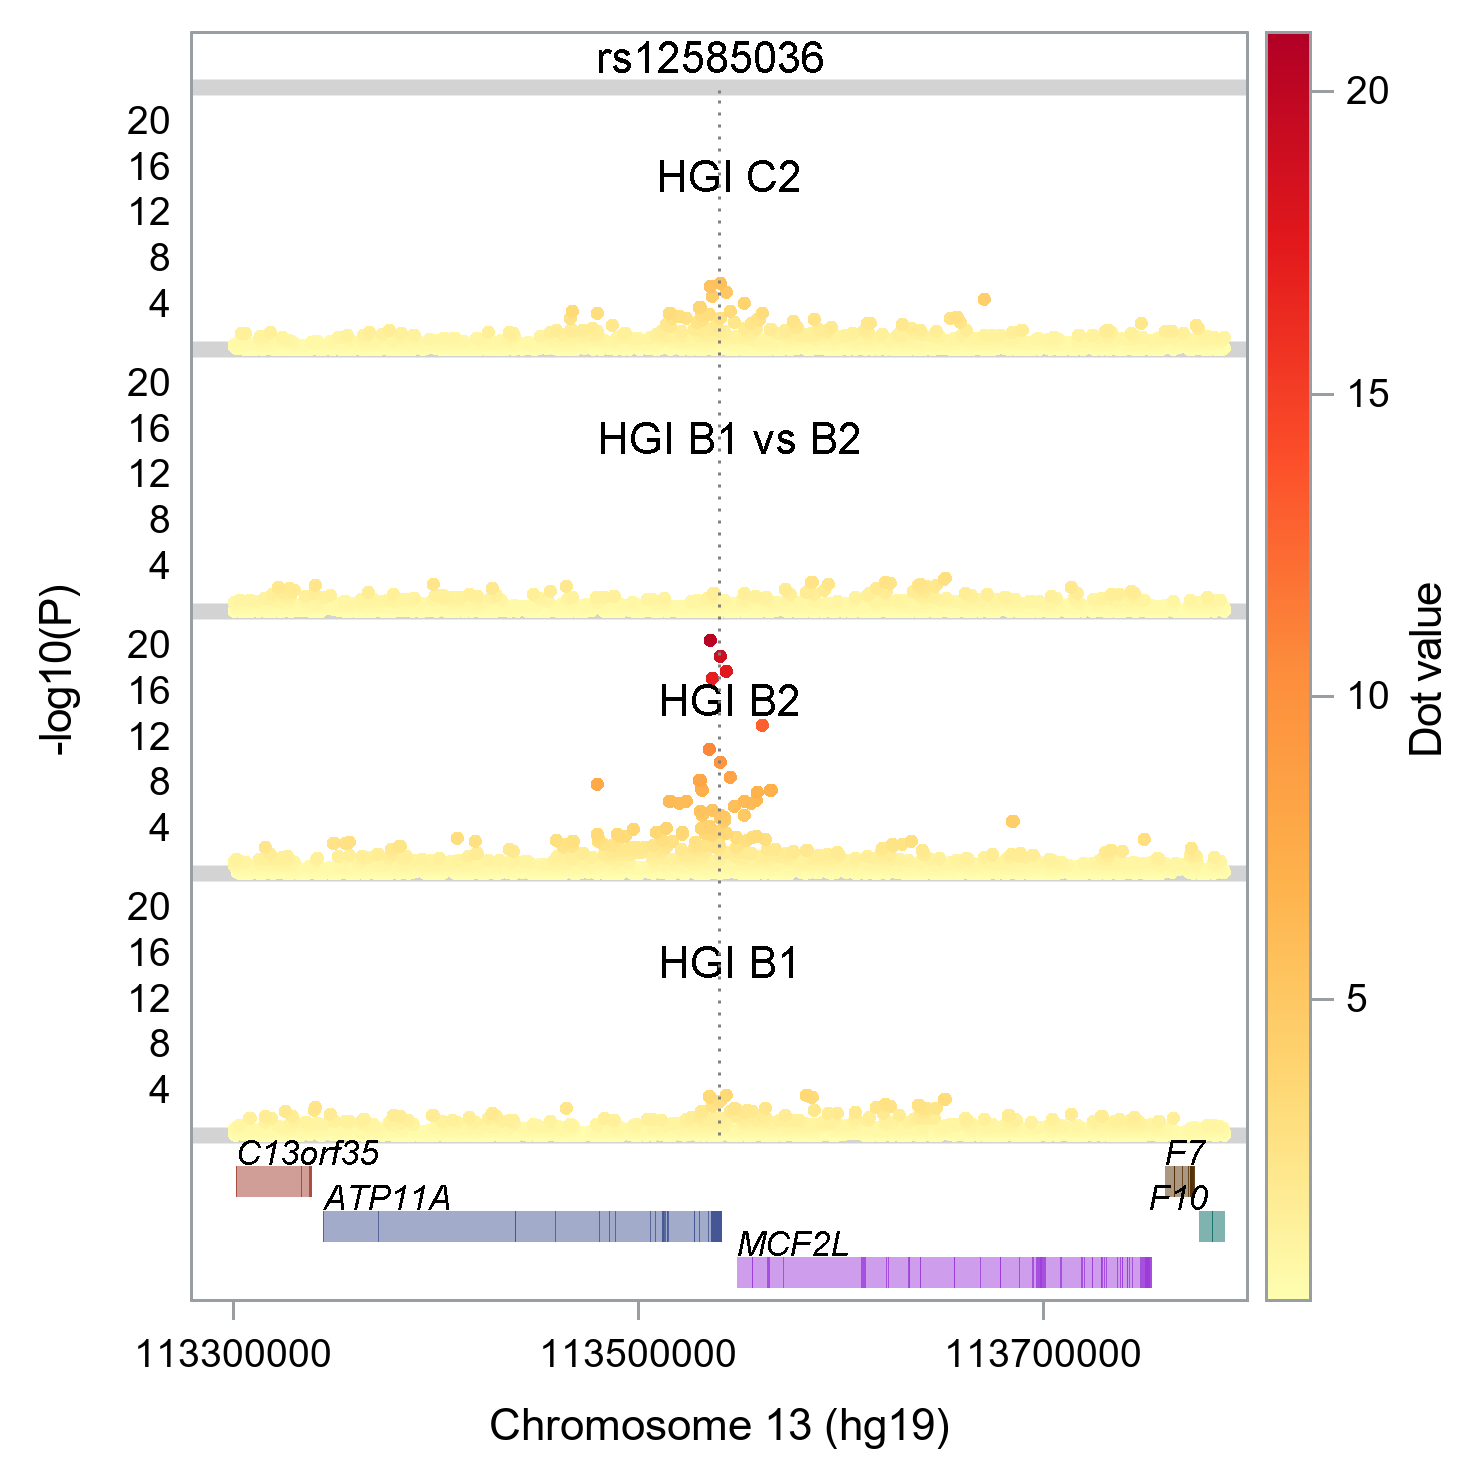 rs12585036
20
16
12
8
4
HGI C2
20
16
12
8
4
HGI B1 vs B2
20
16
12
8
4
HGI B2
20
16
12
8
4
HGI B1
-log10(P)
C13orf35
F7
ATP11A
F10
MCF2L
113300000 113500000 113700000
Chromosome 13 (hg19)
20
15
10
5
Dot value